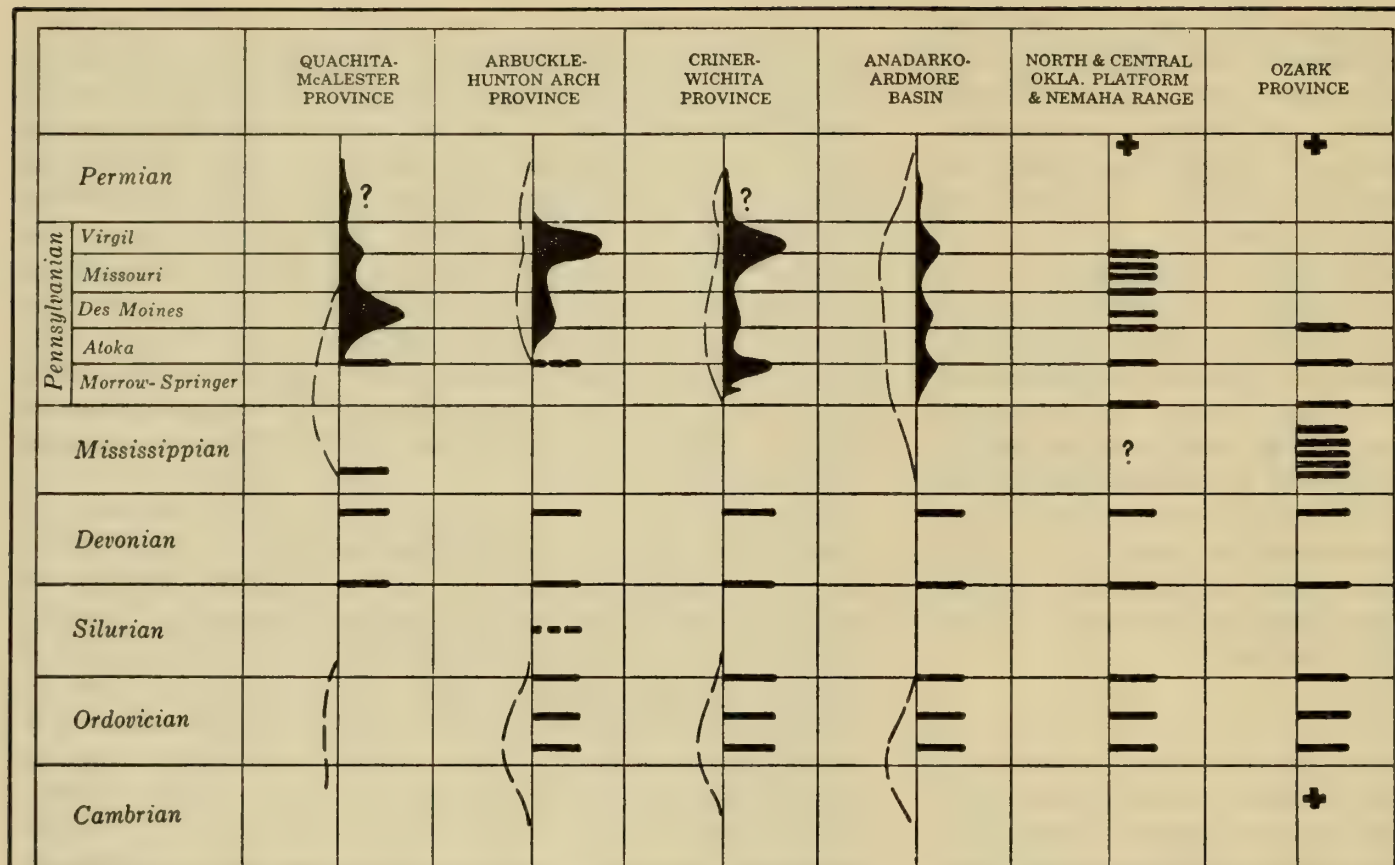 QUACHITA-
McALESTER
PROVINCE
ARBUCKLE-
HUNTON ARCH
PROVINCE
CRINER-
WICHITA
PROVINCE
ANADARKO-
ARDMORE
BASIN
NORTH & CENTRAL
OKLA. PLATFORM
& NEMAHA RANGE
OZARK
PROVINCE
Permian
?
?
Pennsylvanian
Virgil
Missouri
Des Moines
Atoka
Morrow-Springer
Mississippian
?
Devonian
Silurian
Ordovician
Cambrian